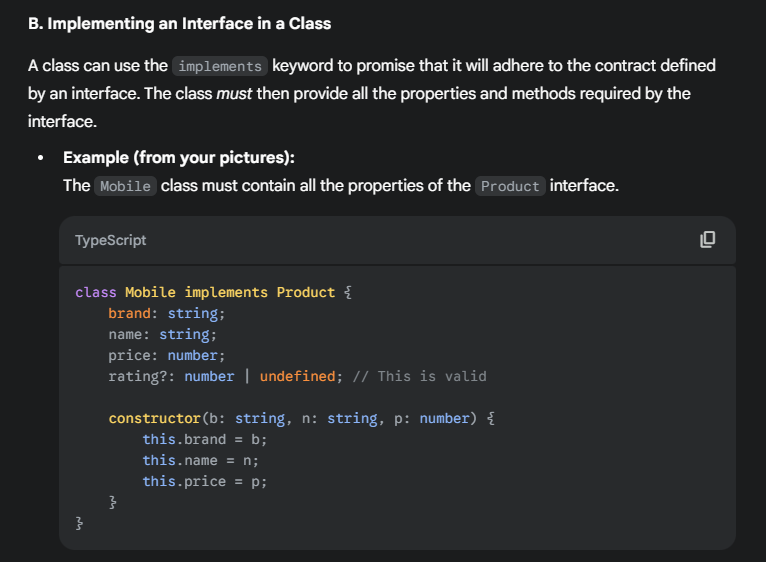 B. Implementing an Interface in a Class
A class can use the implements keyword to promise that it will adhere to the contract defined
by an interface. The class must then provide all the properties and methods required by the
interface.
• Example (from your pictures):
The Mobile class must contain all the properties of the Product interface.
TypeScript
class Mobile implements Product {
    brand: string;
    name: string;
    price: number;
    rating?: number | undefined; // This is valid

    constructor(b: string, n: string, p: number) {
        this.brand = b;
        this.name = n;
        this.price = p;
    }
}